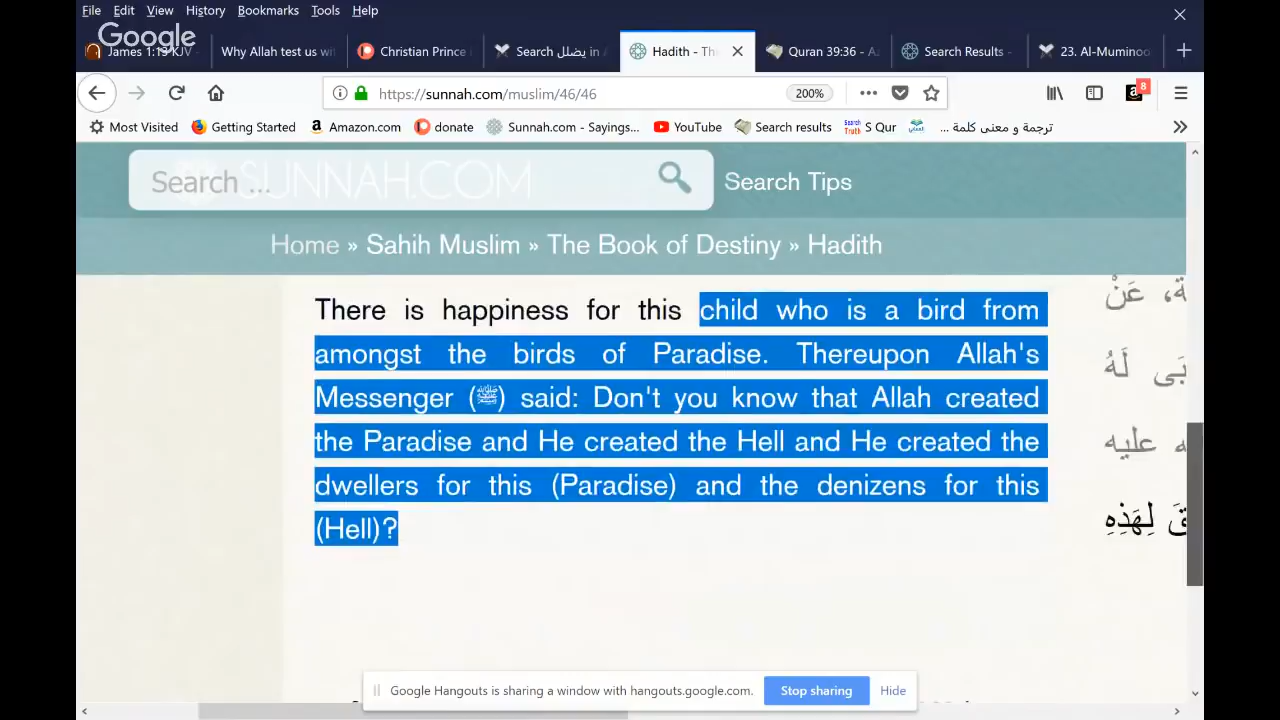 File Edit View History Bookmarks Tools Help
Google
James 1:13 KJV
Why Allah test us wi
Christian Prince
Search يضلل in
Hadith - Th
Quran 39:36 - A
Search Results -
23. Al-Muminoo
https://sunnah.com/muslim/46/46
200%
8
Most Visited Getting Started Amazon.com donate Sunnah.com - Sayings... YouTube Search results S Qur ترجمة و معنى كلمة ...
Search ... SUNNAH.COM Search Tips
Home » Sahih Muslim » The Book of Destiny » Hadith
There is happiness for this child who is a bird from
amongst the birds of Paradise. Thereupon Allah's
Messenger (ﷺ) said: Don't you know that Allah created
the Paradise and He created the Hell and He created the
dwellers for this (Paradise) and the denizens for this
(Hell)?
ة، عَنْ
بَى لَهُ
ه عليه
قَ لِهَذِهِ
Google Hangouts is sharing a window with hangouts.google.com. Stop sharing Hide